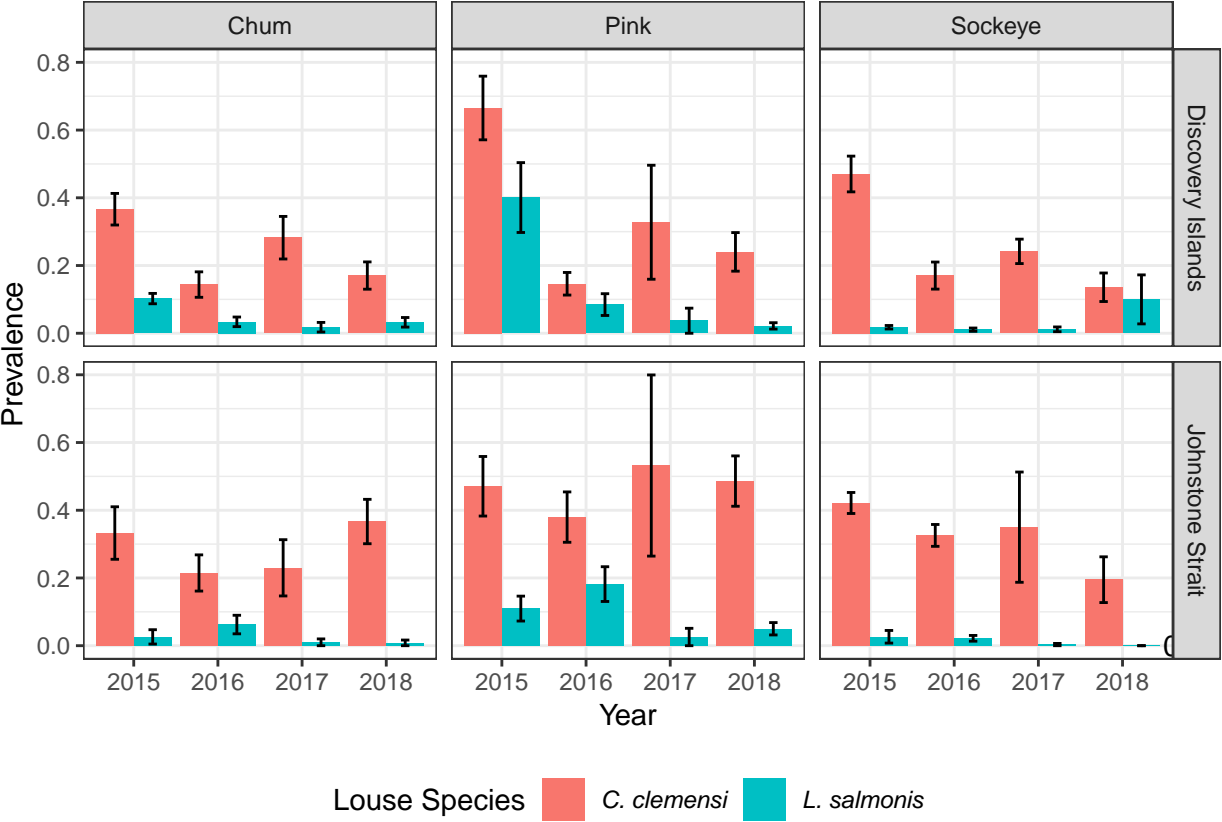 Chum Pink Sockeye
0.8
0.6
0.4
0.2
0.0
Discovery Islands
Prevalence
0.8
0.6
0.4
0.2
0.0
Johnstone Strait
2015 2016 2017 2018 2015 2016 2017 2018 2015 2016 2017 2018
Year
Louse Species C. clemensi L. salmonis